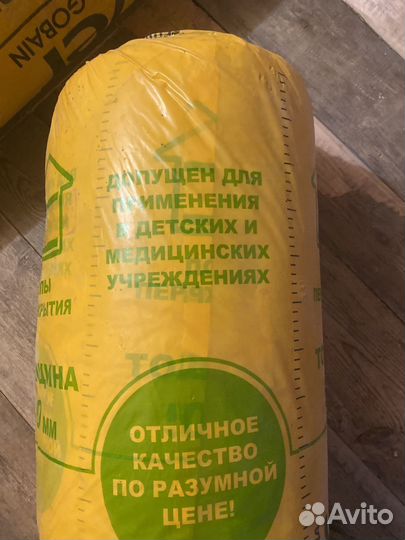 GOBAIN
ДОПУЩЕН ДЛЯ
ПРИМЕНЕНИЯ
В ДЕТСКИХ И
МЕДИЦИНСКИХ
УЧРЕЖДЕНИЯХ
ОТЛИЧНОЕ
КАЧЕСТВО
ПО РАЗУМНОЙ
ЦЕНЕ!
Avito